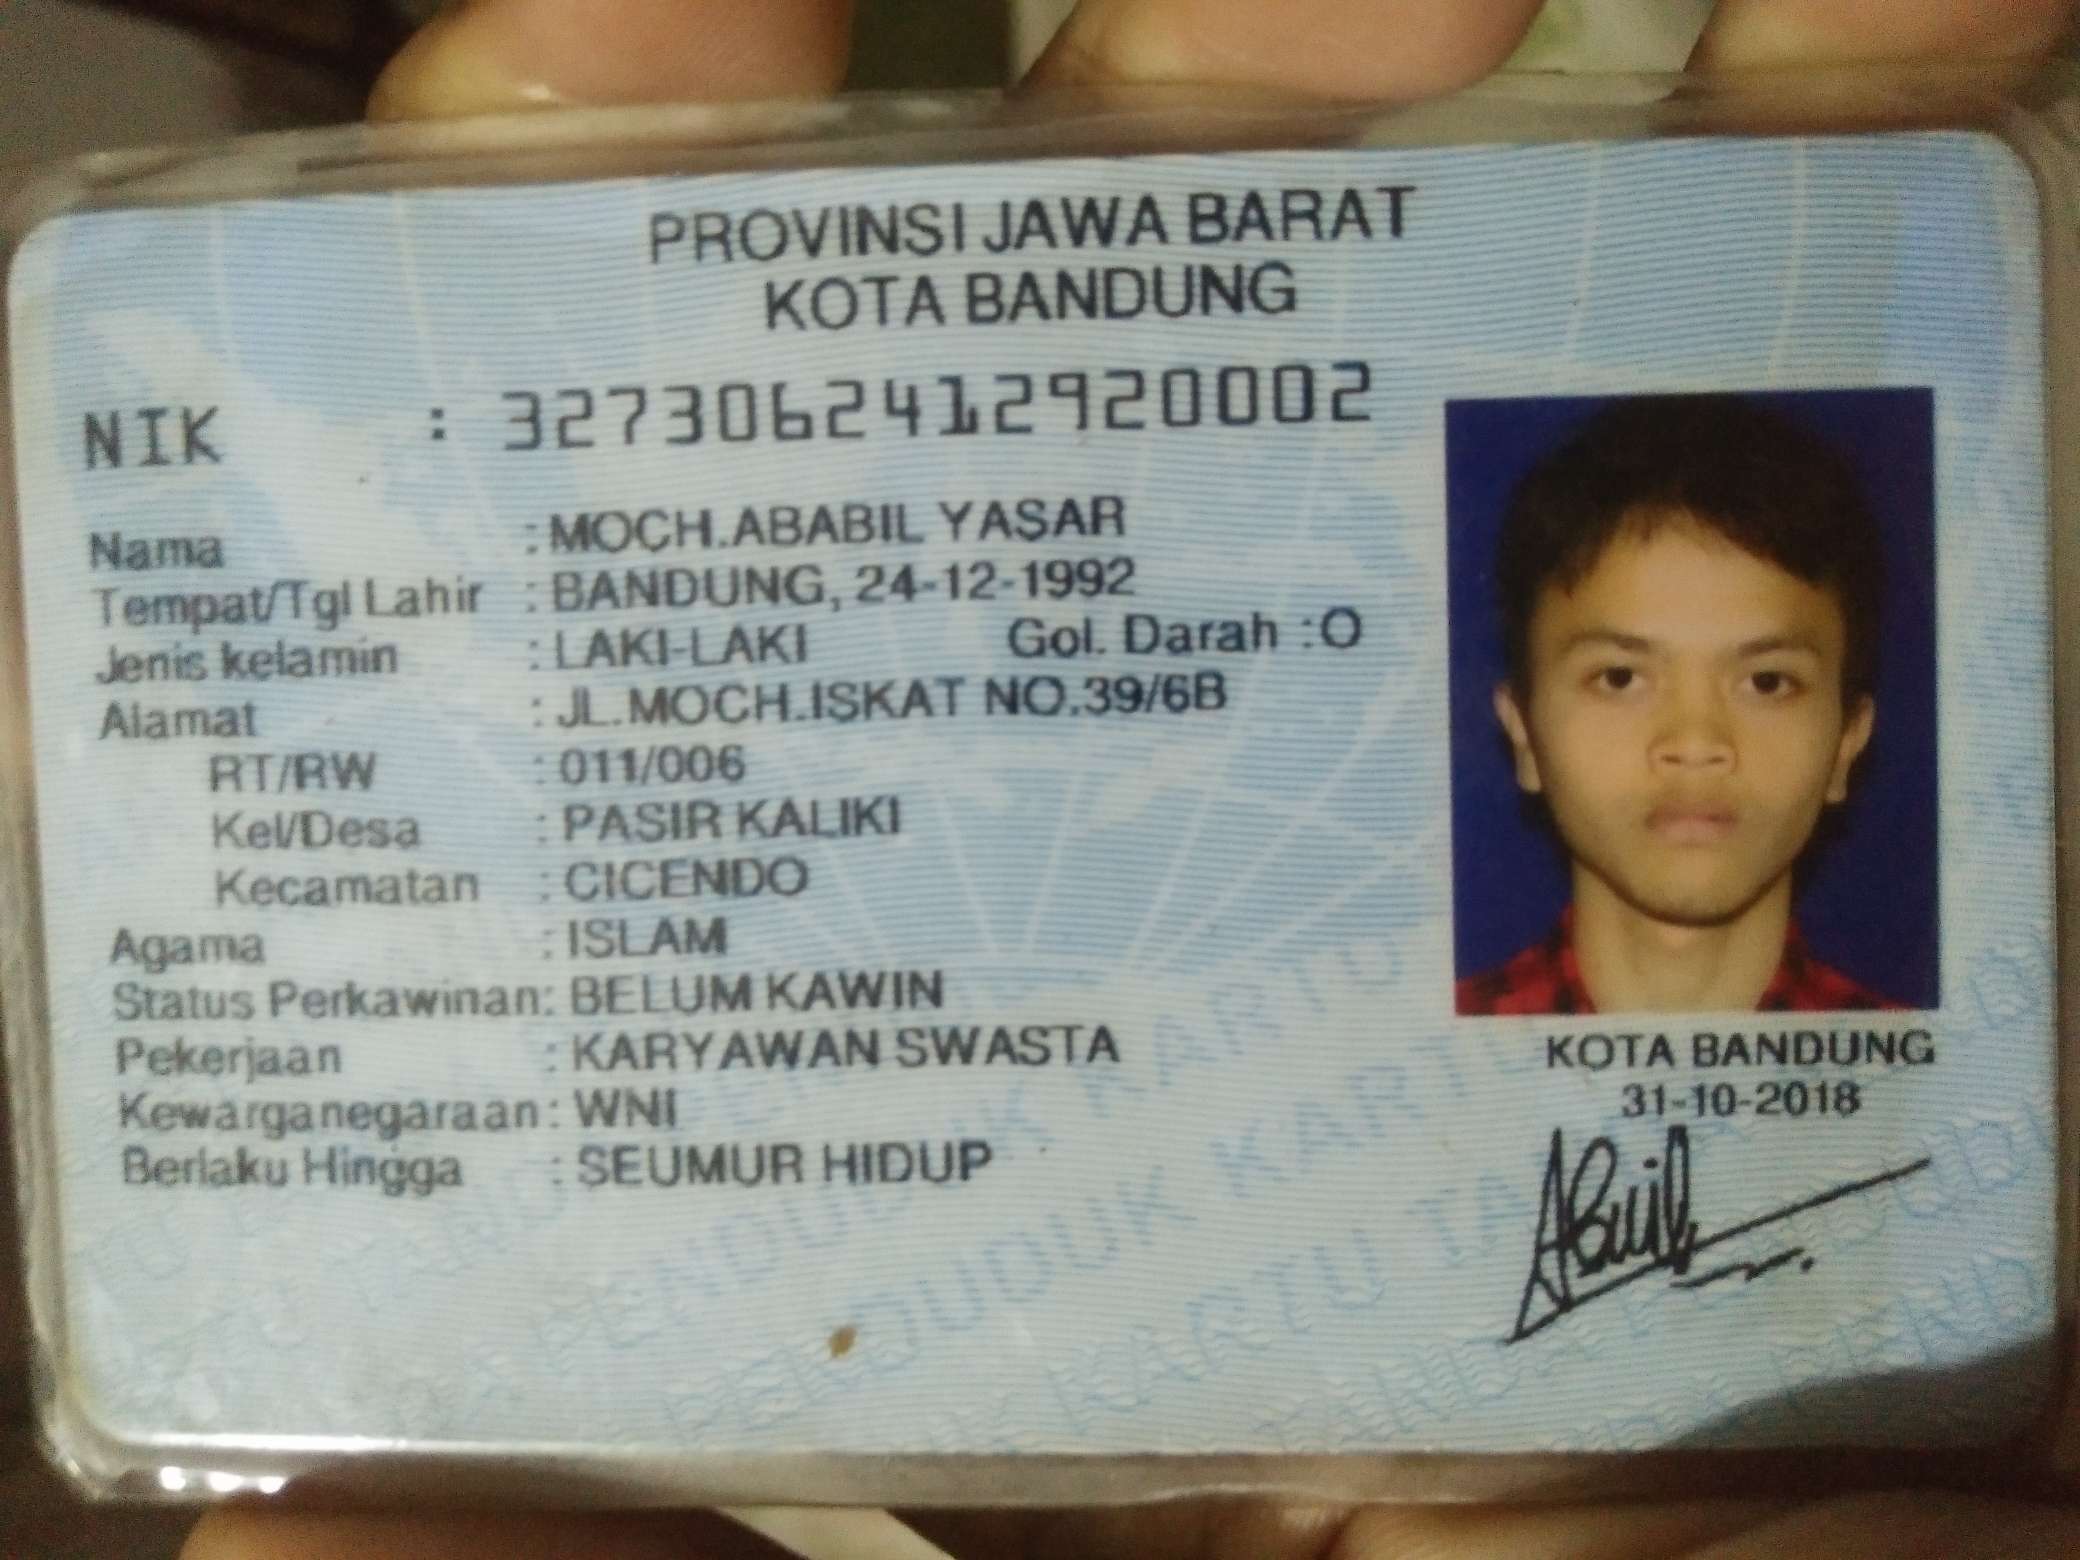 PROVINSI JAWA BARAT
KOTA BANDUNG
NIK : 3273062412920002
Nama : MOCH.ABABIL YASAR
Tempat/Tgl Lahir : BANDUNG, 24-12-1992
Jenis kelamin : LAKI-LAKI Gol. Darah : O
Alamat : JL.MOCH.ISKAT NO.39/6B
RT/RW : 011/006
Kel/Desa : PASIR KALIKI
Kecamatan : CICENDO
Agama : ISLAM
Status Perkawinan: BELUM KAWIN
Pekerjaan : KARYAWAN SWASTA
Kewarganegaraan: WNI
Berlaku Hingga : SEUMUR HIDUP
KOTA BANDUNG
31-10-2018